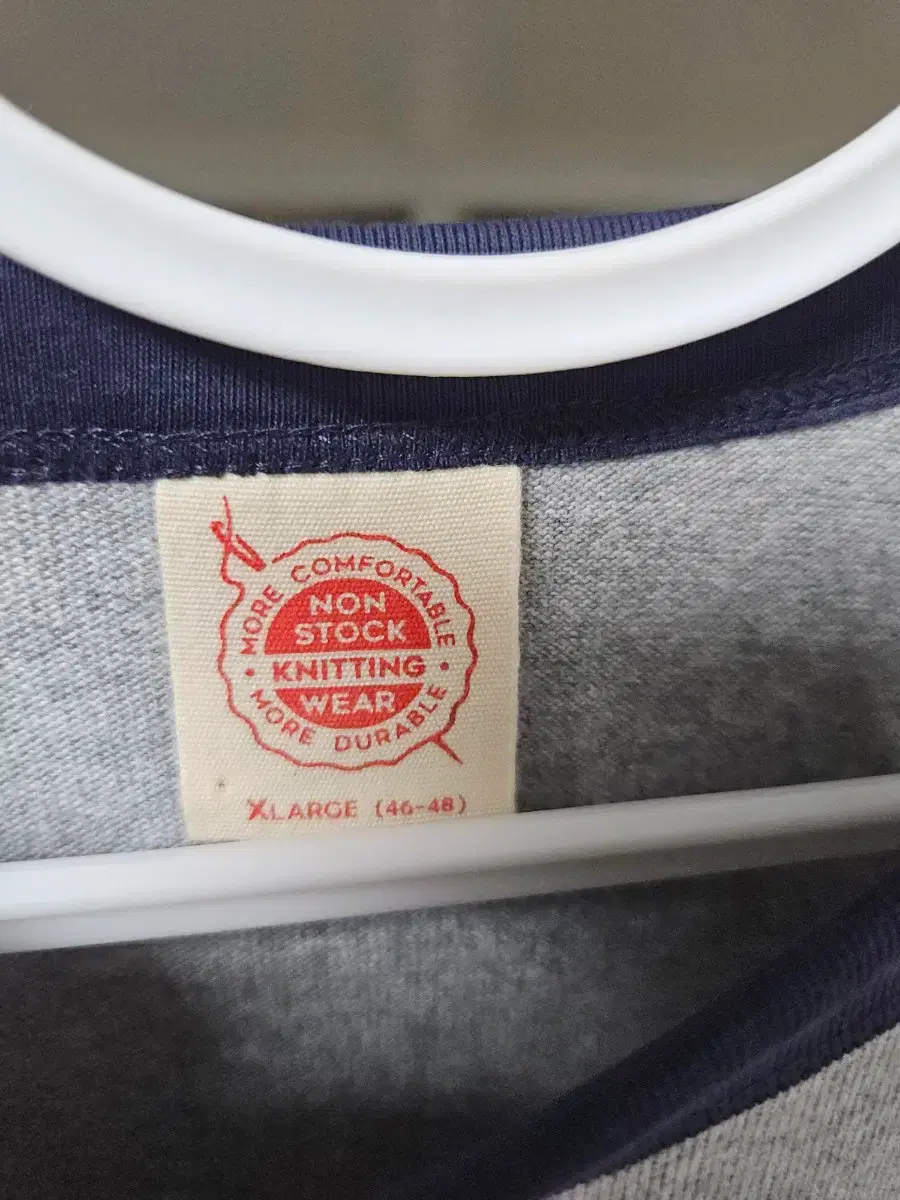 MORE COMFORTABLE
NON
STOCK
KNITTING
WEAR
MORE DURABLE
XLARGE (46-48)